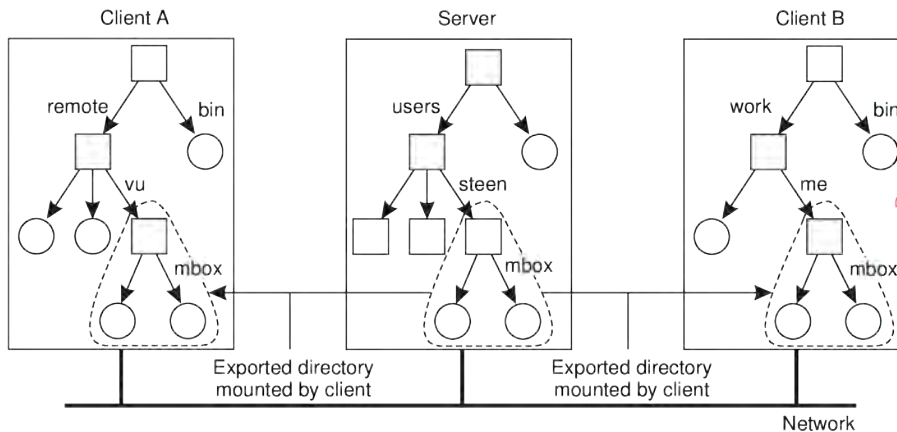 Client A
Server
Client B
remote
bin
users
work
bin
vu
steen
me
mbox
mbox
mbox
Exported directory
mounted by client
Exported directory
mounted by client
Network